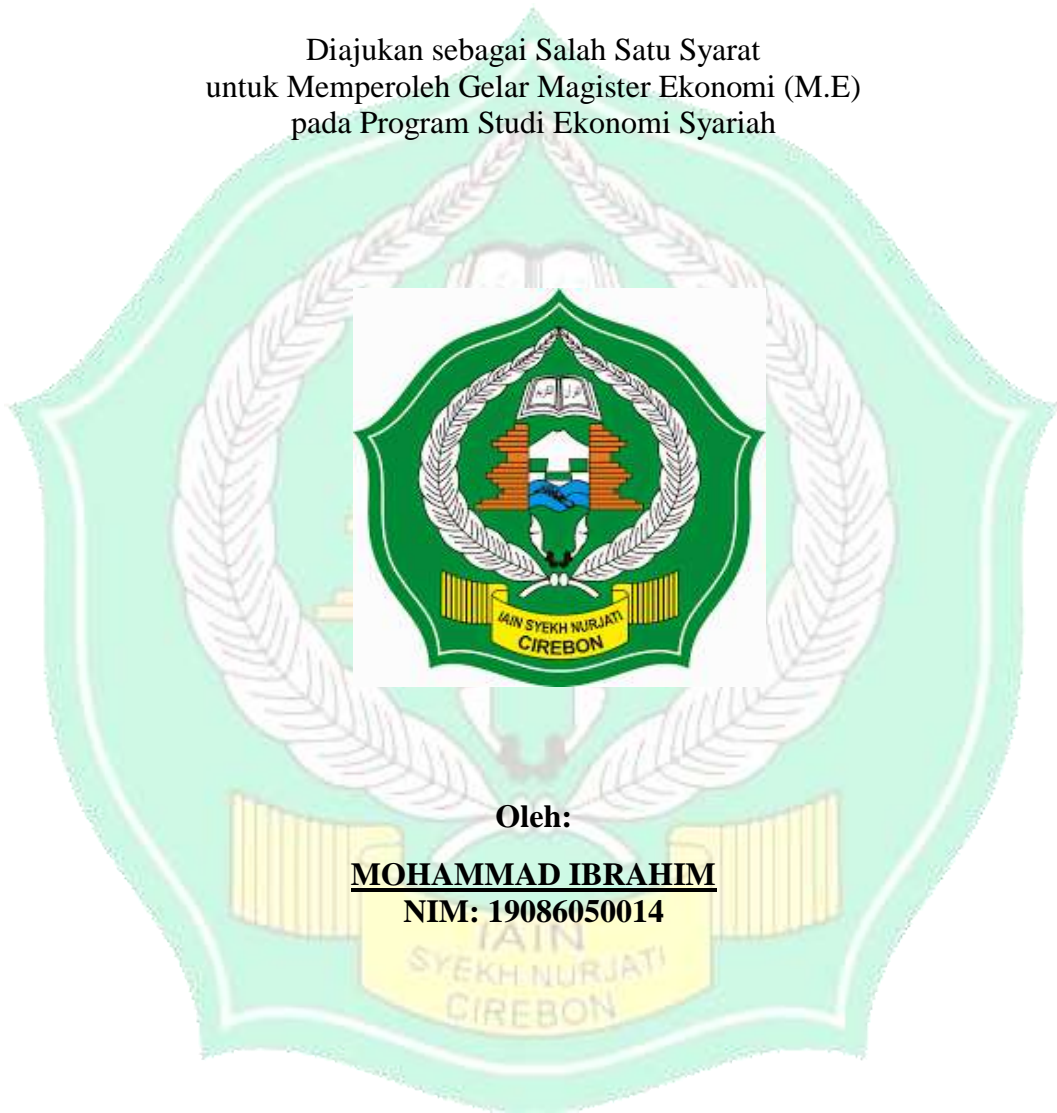 Diajukan sebagai Salah Satu Syarat
untuk Memperoleh Gelar Magister Ekonomi (M.E)
pada Program Studi Ekonomi Syariah
IAIN SYEKH NURJATI
CIREBON
Oleh:
MOHAMMAD IBRAHIM
NIM: 19086050014
IAIN
SYEKH NURJATI
CIREBON